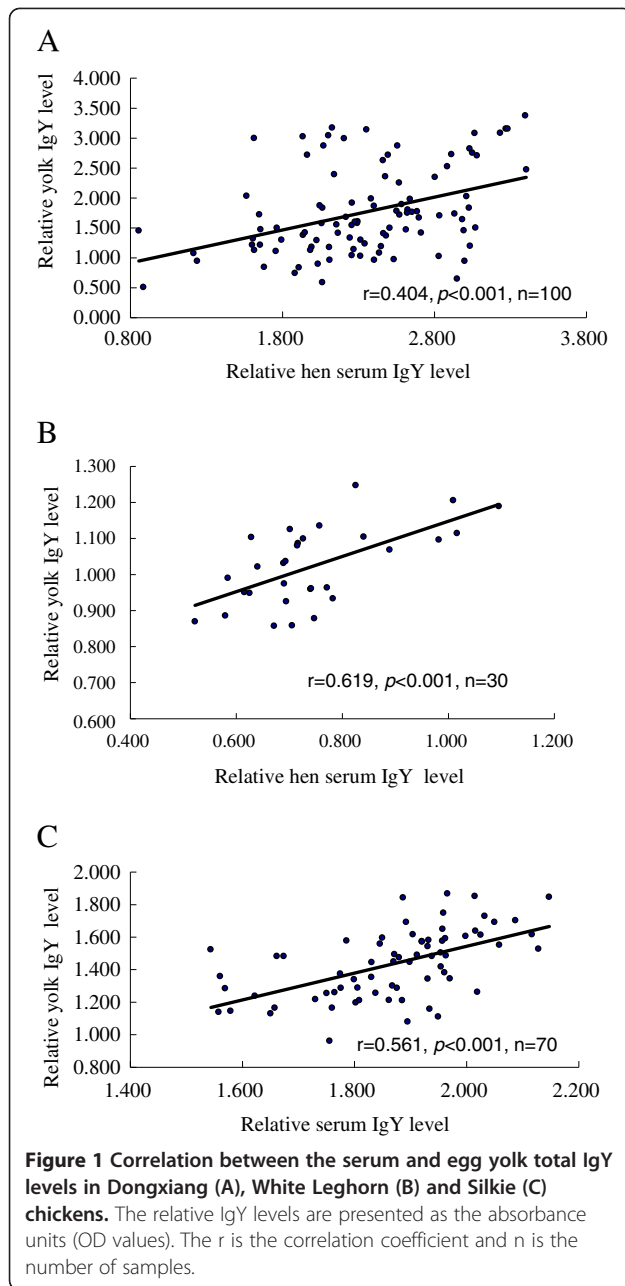 A
4.000
3.500
3.000
2.500
2.000
1.500
1.000
0.500
0.000
Relative yolk IgY level
r=0.404, p<0.001, n=100
0.800 1.800 2.800 3.800
Relative hen serum IgY level
B
1.300
1.200
1.100
1.000
0.900
0.800
0.700
0.600
Relative yolk IgY level
r=0.619, p<0.001, n=30
0.400 0.600 0.800 1.000 1.200
Relative hen serum IgY level
C
2.000
1.800
1.600
1.400
1.200
1.000
0.800
Relative yolk IgY level
r=0.561, p<0.001, n=70
1.400 1.600 1.800 2.000 2.200
Relative serum IgY level
Figure 1 Correlation between the serum and egg yolk total IgY
levels in Dongxiang (A), White Leghorn (B) and Silkie (C)
chickens. The relative IgY levels are presented as the absorbance
units (OD values). The r is the correlation coefficient and n is the
number of samples.